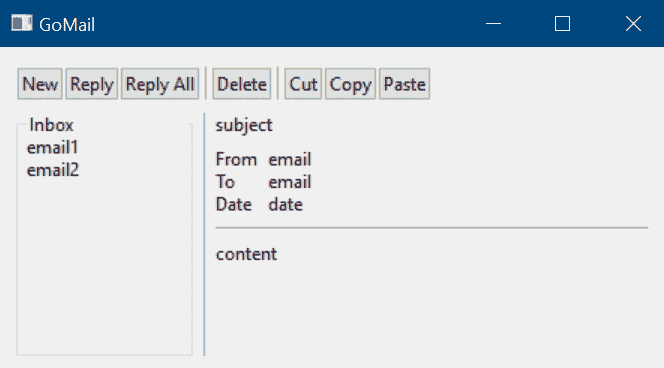 GoMail
New Reply Reply All Delete Cut Copy Paste
Inbox
email1
email2
subject
From email
To email
Date date
content